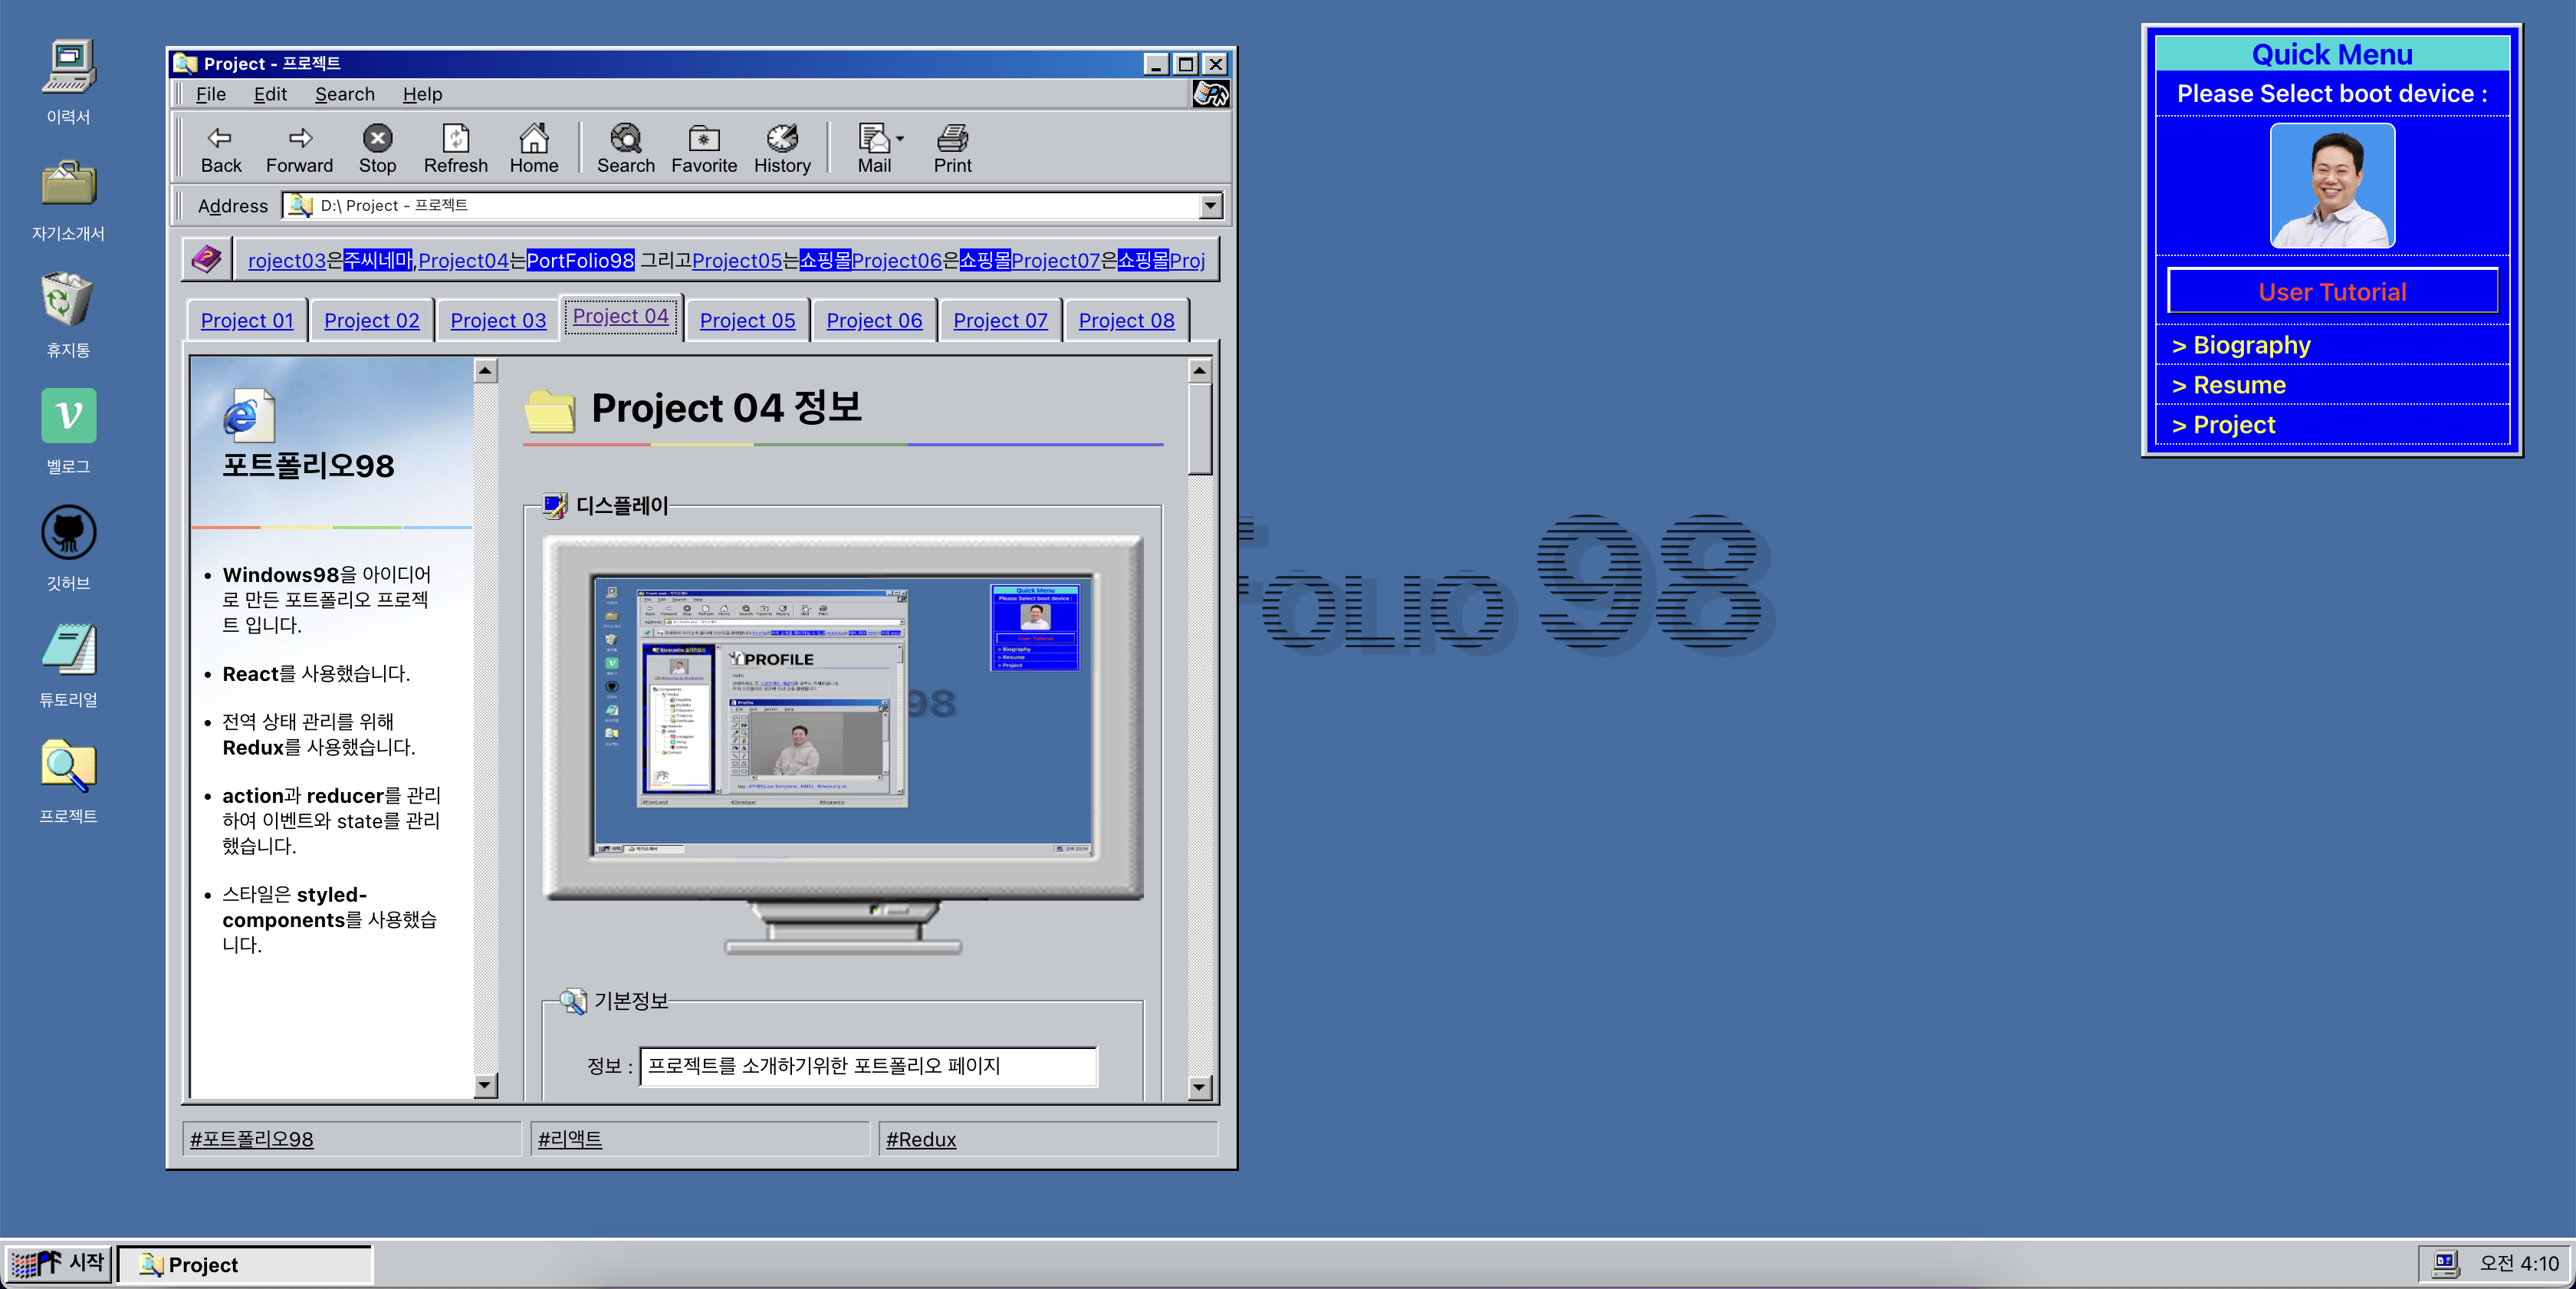 이력서
자기소개서
휴지통
벨로그
깃허브
튜토리얼
프로젝트
Project - 프로젝트
File Edit Search Help
Back Forward Stop Refresh Home Search Favorite History Mail Print
Address D:\ Project - 프로젝트
roject03은주씨네마,Project04는PortFolio98 그리고Project05는쇼핑몰Project06은쇼핑몰Project07은쇼핑몰Proj
Project 01 Project 02 Project 03 Project 04 Project 05 Project 06 Project 07 Project 08
포트폴리오98
Windows98을 아이디어
로 만든 포트폴리오 프로젝
트 입니다.
React를 사용했습니다.
전역 상태 관리를 위해
Redux를 사용했습니다.
action과 reducer를 관리
하여 이벤트와 state를 관리
했습니다.
스타일은 styled-
components를 사용했습
니다.
Project 04 정보
디스플레이
PROFILE
98
Quick Menu
Please Select boot device :
User Tutorial
> Biography
> Resume
> Project
기본정보
정보 : 프로젝트를 소개하기위한 포트폴리오 페이지
#포트폴리오98 #리액트 #Redux
FOLIO 98
Quick Menu
Please Select boot device :
User Tutorial
> Biography
> Resume
> Project
시작 Project 오전 4:10